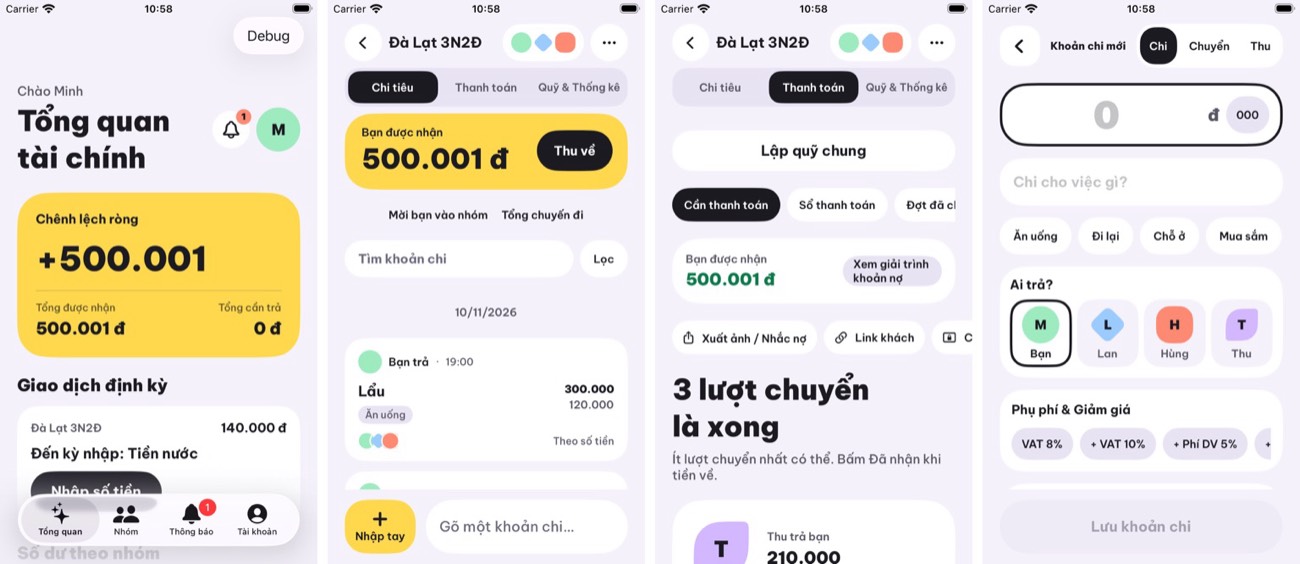 Carrier 10:58
Debug
Chào Minh
Tổng quan
tài chính
1
M
Chênh lệch ròng
+500.001
Tổng được nhận Tổng cần trả
500.001 đ 0 đ
Giao dịch định kỳ
Đà Lạt 3N2Đ 140.000 đ
Đến kỳ nhập: Tiền nước
Nhập số tiền
1
Tổng quan Nhóm Thông báo Tài khoản
Số dư theo nhóm
Carrier 10:58
Đà Lạt 3N2Đ
Chi tiêu Thanh toán Quỹ & Thống kê
Bạn được nhận
500.001 đ
Thu về
Mời bạn vào nhóm Tổng chuyến đi
Tìm khoản chi Lọc
10/11/2026
Bạn trả · 19:00
Lẩu 300.000
120.000
Ăn uống
Theo số tiền
+
Nhập tay
Gõ một khoản chi...
Carrier 10:58
Đà Lạt 3N2Đ
Chi tiêu Thanh toán Quỹ & Thống kê
Lập quỹ chung
Cần thanh toán Sổ thanh toán Đợt đã
Bạn được nhận
500.001 đ
Xem giải trình
khoản nợ
Xuất ảnh / Nhắc nợ Link khách C
3 lượt chuyển
là xong
Ít lượt chuyển nhất có thể. Bấm Đã nhận khi
tiền về.
T
Thu trả bạn
210.000
Carrier 10:58
Khoản chi mới Chi Chuyển Thu
0 đ 000
Chi cho việc gì?
Ăn uống Đi lại Chỗ ở Mua sắm
Ai trả?
M L H T
Bạn Lan Hùng Thu
Phụ phí & Giảm giá
VAT 8% + VAT 10% + Phí DV 5% +
Lưu khoản chi